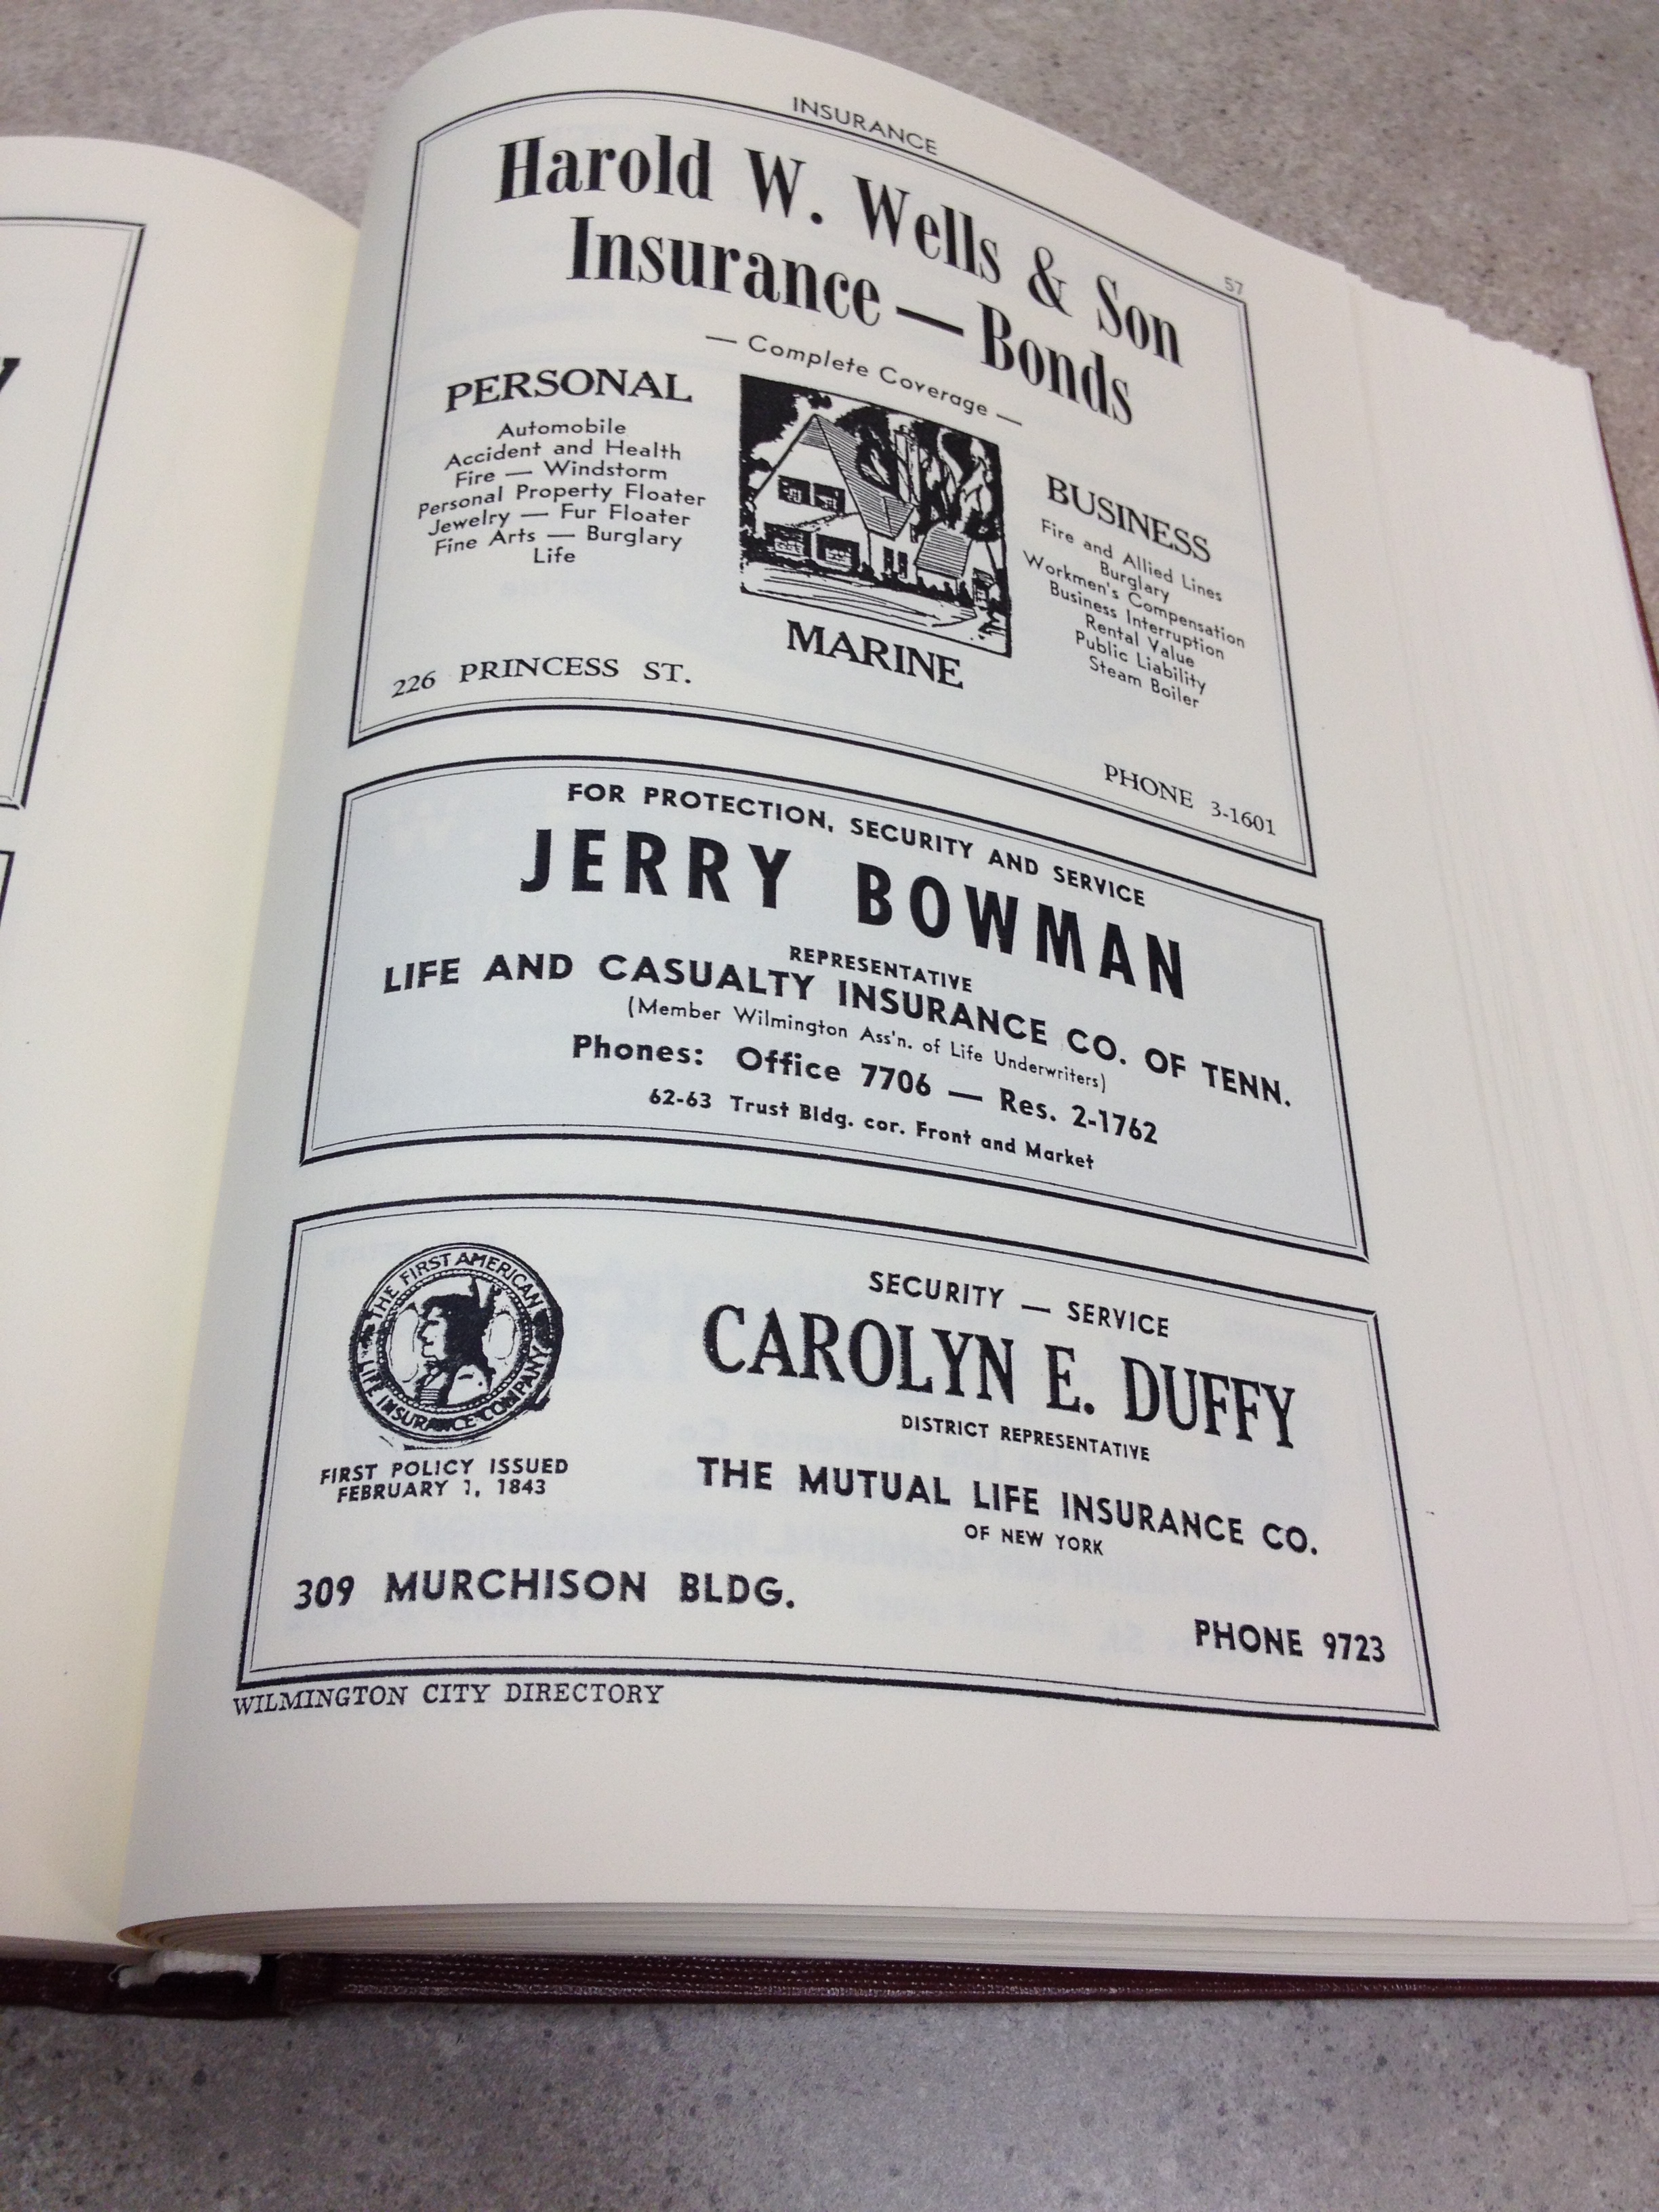 INSURANCE
57
Harold W. Wells & Son
Insurance — Bonds
— Complete Coverage —
PERSONAL
Automobile
Accident and Health
Fire — Windstorm
Personal Property Floater
Jewelry — Fur Floater
Fine Arts — Burglary
Life
MARINE
BUSINESS
Fire and Allied Lines
Burglary
Workmen's Compensation
Business Interruption
Rental Value
Public Liability
Steam Boiler
226 PRINCESS ST.
PHONE 3-1601
FOR PROTECTION, SECURITY AND SERVICE
JERRY BOWMAN
REPRESENTATIVE
LIFE AND CASUALTY INSURANCE CO. OF TENN.
(Member Wilmington Ass'n. of Life Underwriters)
Phones: Office 7706 — Res. 2-1762
62-63 Trust Bldg. cor. Front and Market
THE FIRST AMERICAN
LIFE INSURANCE COMPANY
FIRST POLICY ISSUED
FEBRUARY 1, 1843
SECURITY — SERVICE
CAROLYN E. DUFFY
DISTRICT REPRESENTATIVE
THE MUTUAL LIFE INSURANCE CO.
OF NEW YORK
309 MURCHISON BLDG.
PHONE 9723
WILMINGTON CITY DIRECTORY